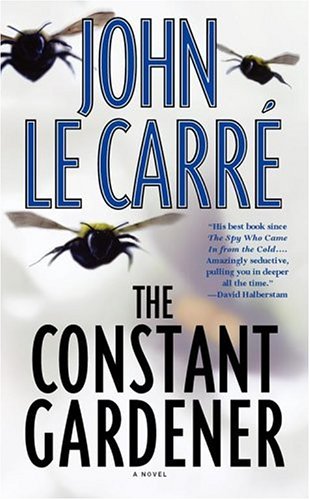 JOHN
LE CARRÉ
"His best book since
The Spy Who Came
In from the Cold....
Amazingly seductive,
pulling you in deeper
all the time."
—David Halberstam
THE
CONSTANT
GARDENER
A NOVEL